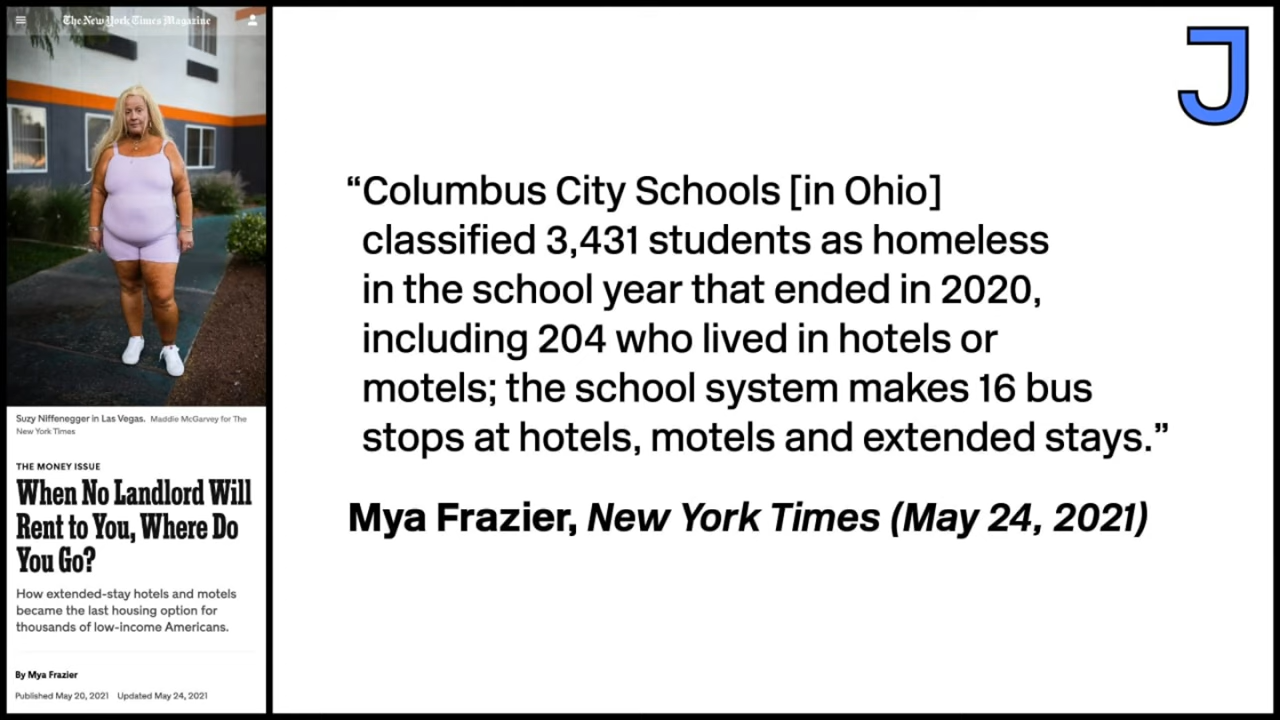 The New York Times Magazine
Suzy Niffenegger in Las Vegas. Maddie McGarvey for The
New York Times
THE MONEY ISSUE
When No Landlord Will
Rent to You, Where Do
You Go?
How extended-stay hotels and motels
became the last housing option for
thousands of low-income Americans.
By Mya Frazier
Published May 20, 2021 Updated May 24, 2021
J
“Columbus City Schools [in Ohio]
classified 3,431 students as homeless
in the school year that ended in 2020,
including 204 who lived in hotels or
motels; the school system makes 16 bus
stops at hotels, motels and extended stays.”
Mya Frazier, New York Times (May 24, 2021)